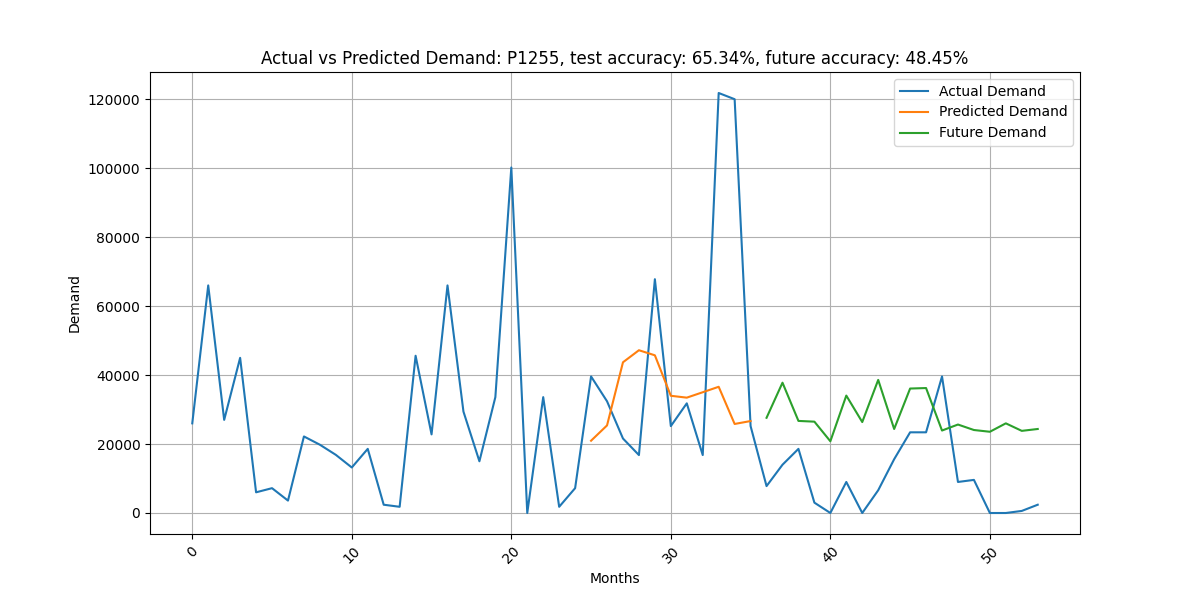 Actual vs Predicted Demand: P1255, test accuracy: 65.34%, future accuracy: 48.45%
Actual Demand
Predicted Demand
Future Demand
Demand
120000
100000
80000
60000
40000
20000
0
0
10
20
30
40
50
Months